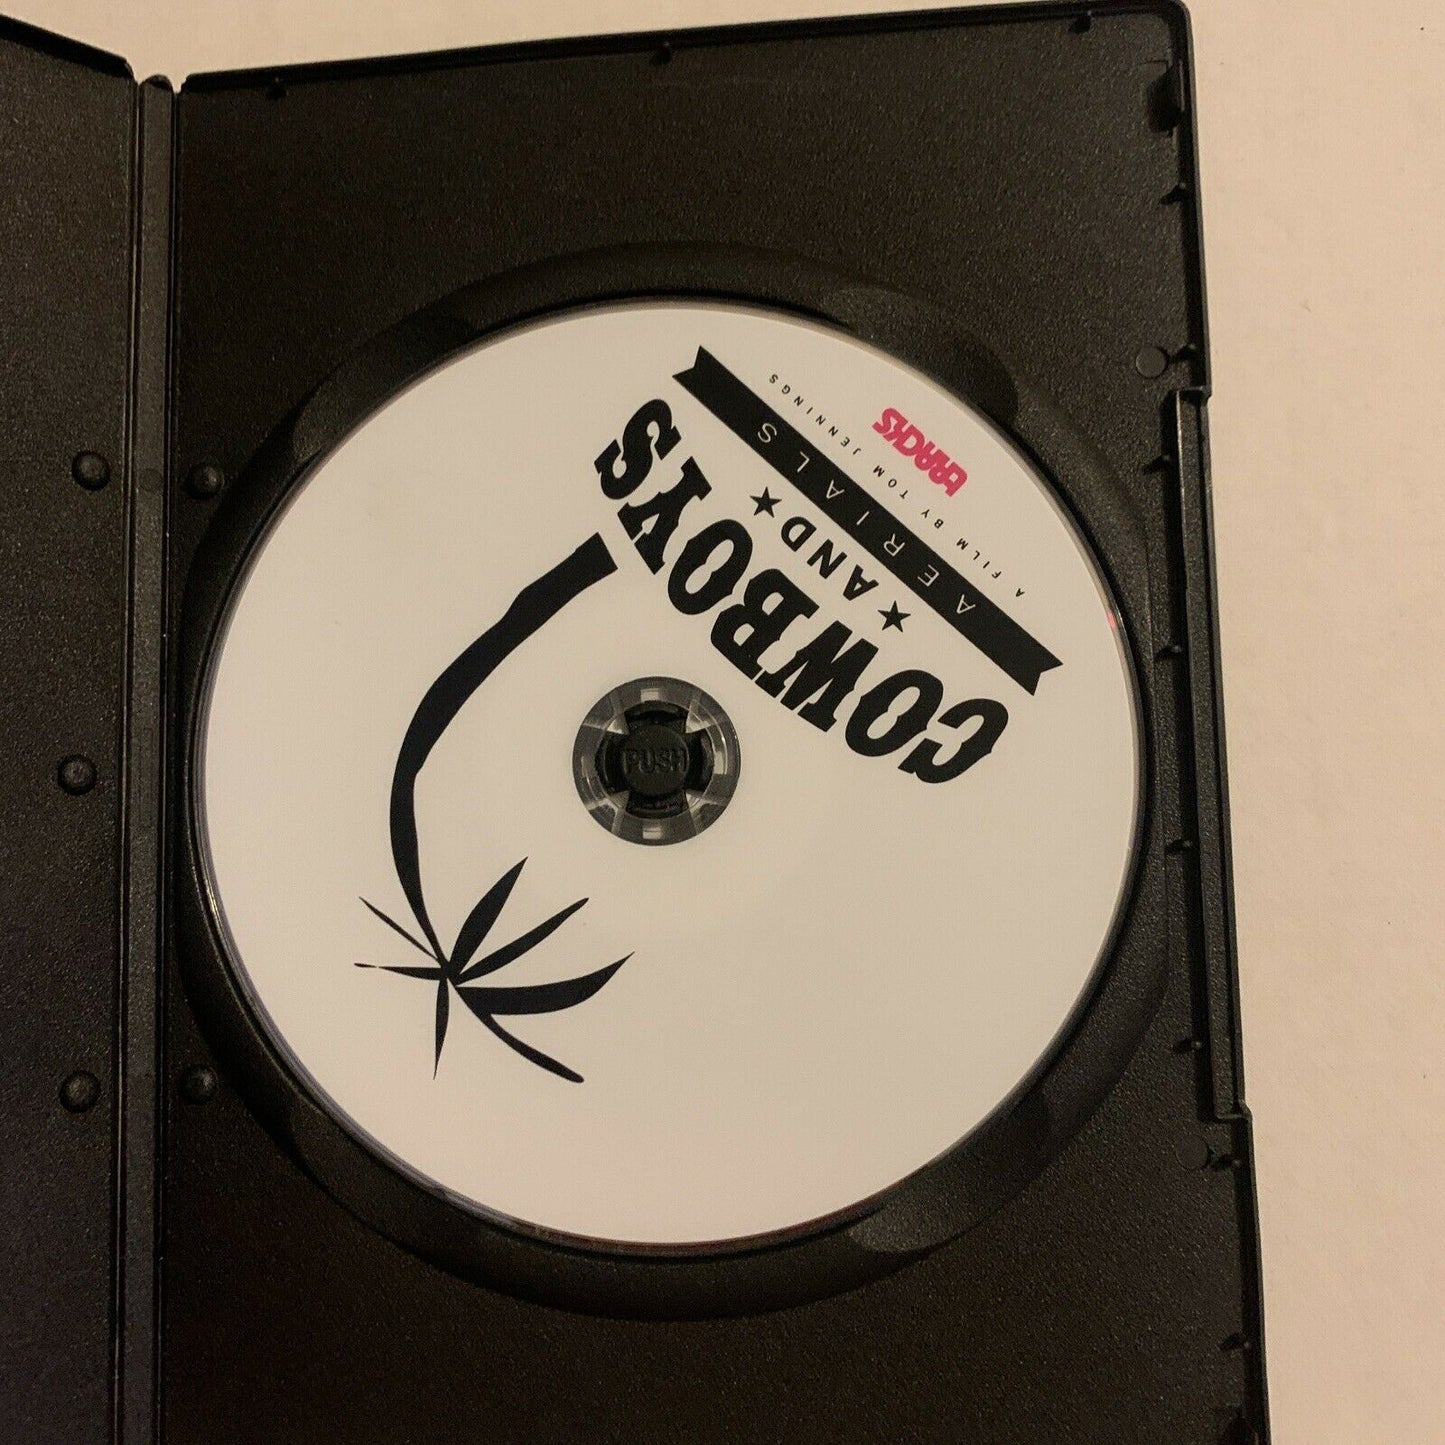 COWBOYS
★ AND ★
AERIALS
A FILM BY TOM JENNINGS
TRACKS
PUSH